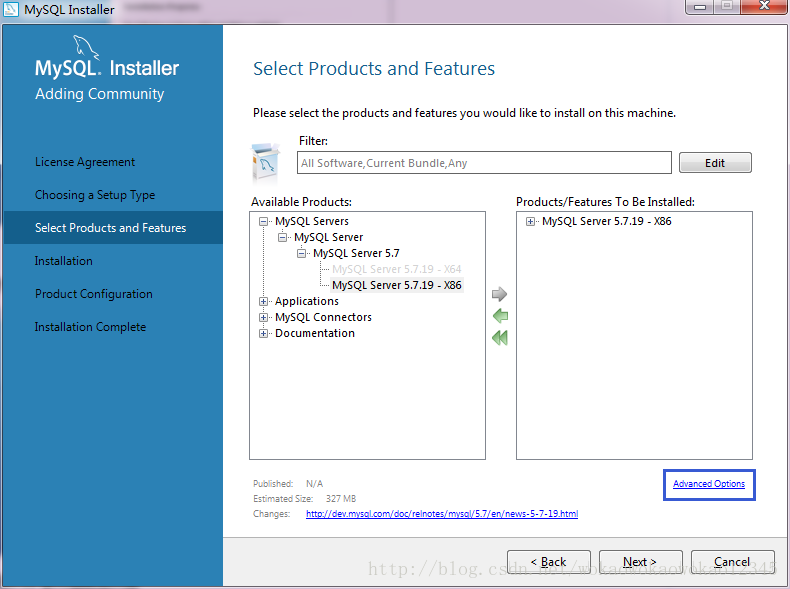 MySQL Installer
MySQL. Installer
Adding Community
License Agreement
Choosing a Setup Type
Select Products and Features
Installation
Product Configuration
Installation Complete
Select Products and Features
Please select the products and features you would like to install on this machine.
Filter:
All Software,Current Bundle,Any
Edit
Available Products:
MySQL Servers
MySQL Server
MySQL Server 5.7
MySQL Server 5.7.19 - X64
MySQL Server 5.7.19 - X86
Applications
MySQL Connectors
Documentation
Products/Features To Be Installed:
MySQL Server 5.7.19 - X86
Advanced Options
Published: N/A
Estimated Size: 327 MB
Changes: http://dev.mysql.com/doc/relnotes/mysql/5.7/en/news-5-7-19.html
< Back
Next >
Cancel